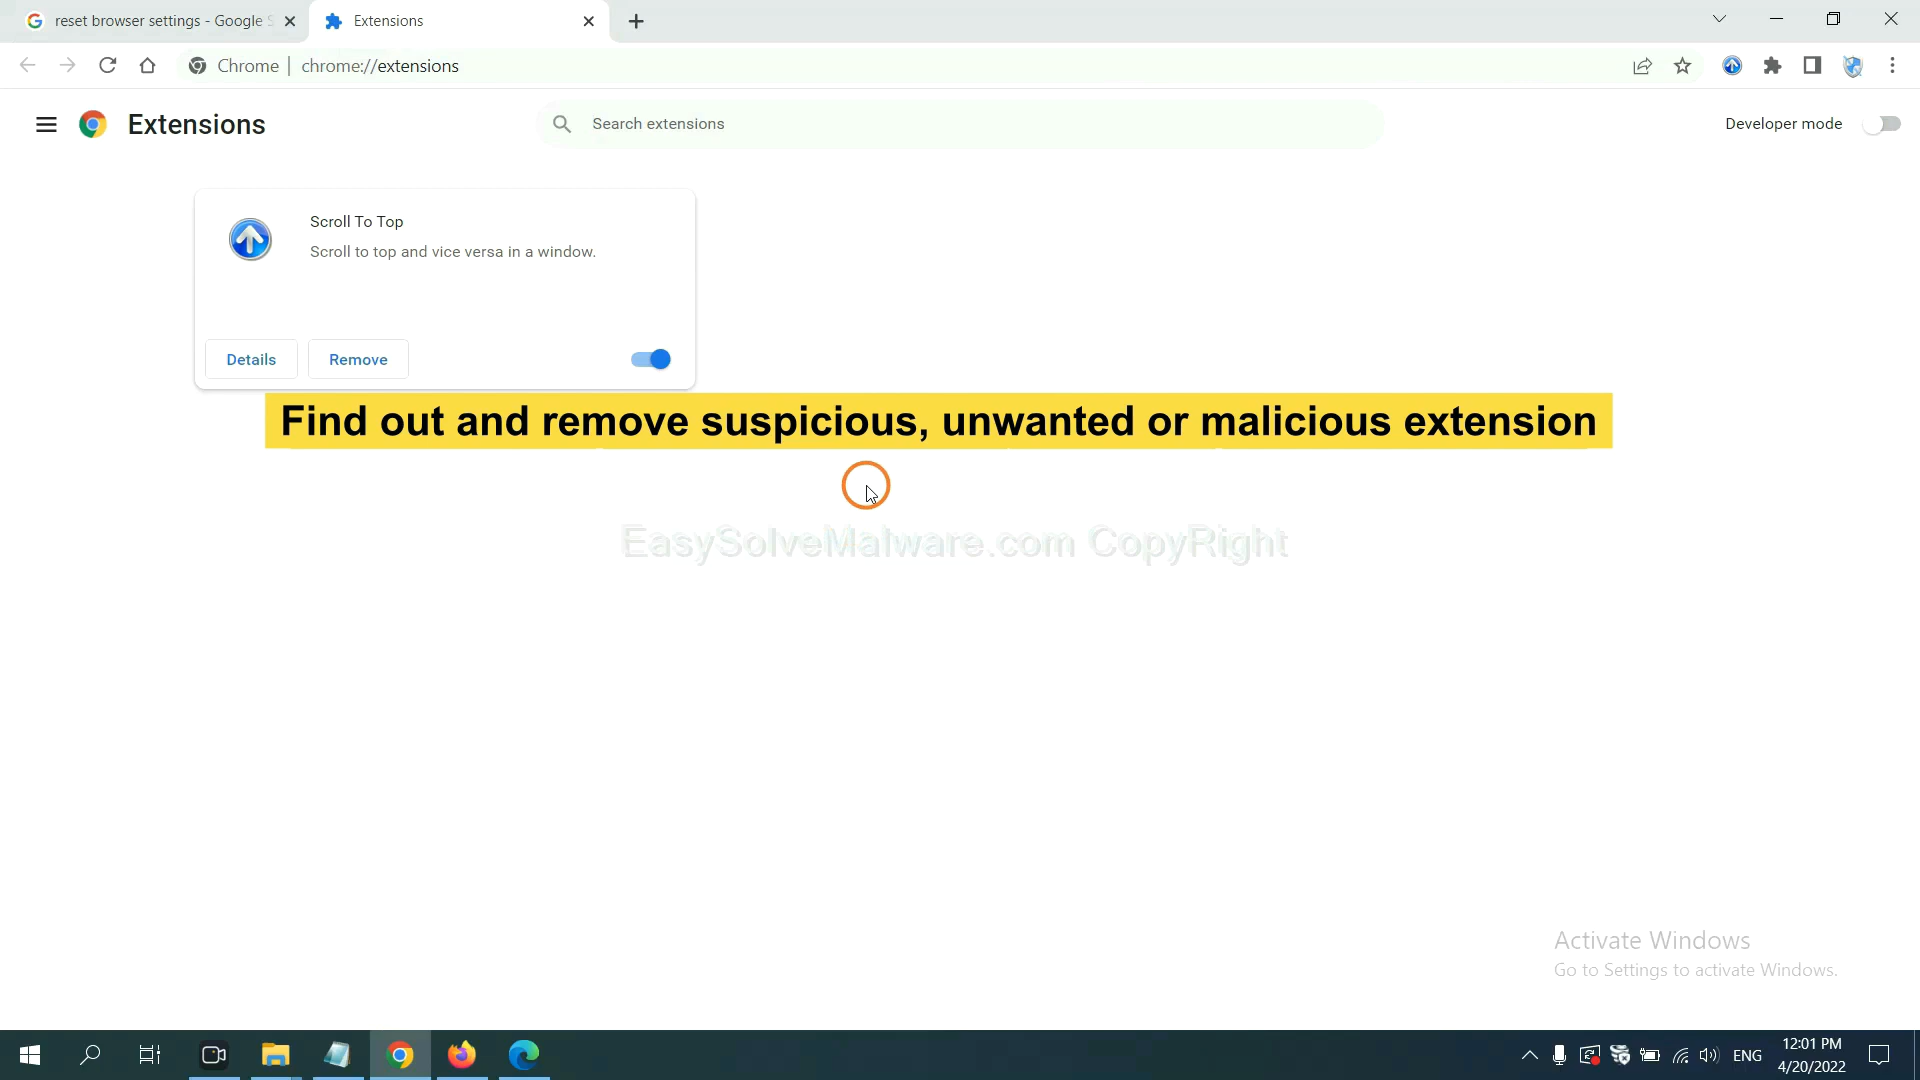 reset browser settings - Google S
Extensions
Chrome
chrome://extensions
Extensions
Search extensions
Developer mode
Scroll To Top
Scroll to top and vice versa in a window.
Details
Remove
Find out and remove suspicious, unwanted or malicious extension
EasySolveMalware.com CopyRight
Activate Windows
Go to Settings to activate Windows.
ENG
12:01 PM
4/20/2022